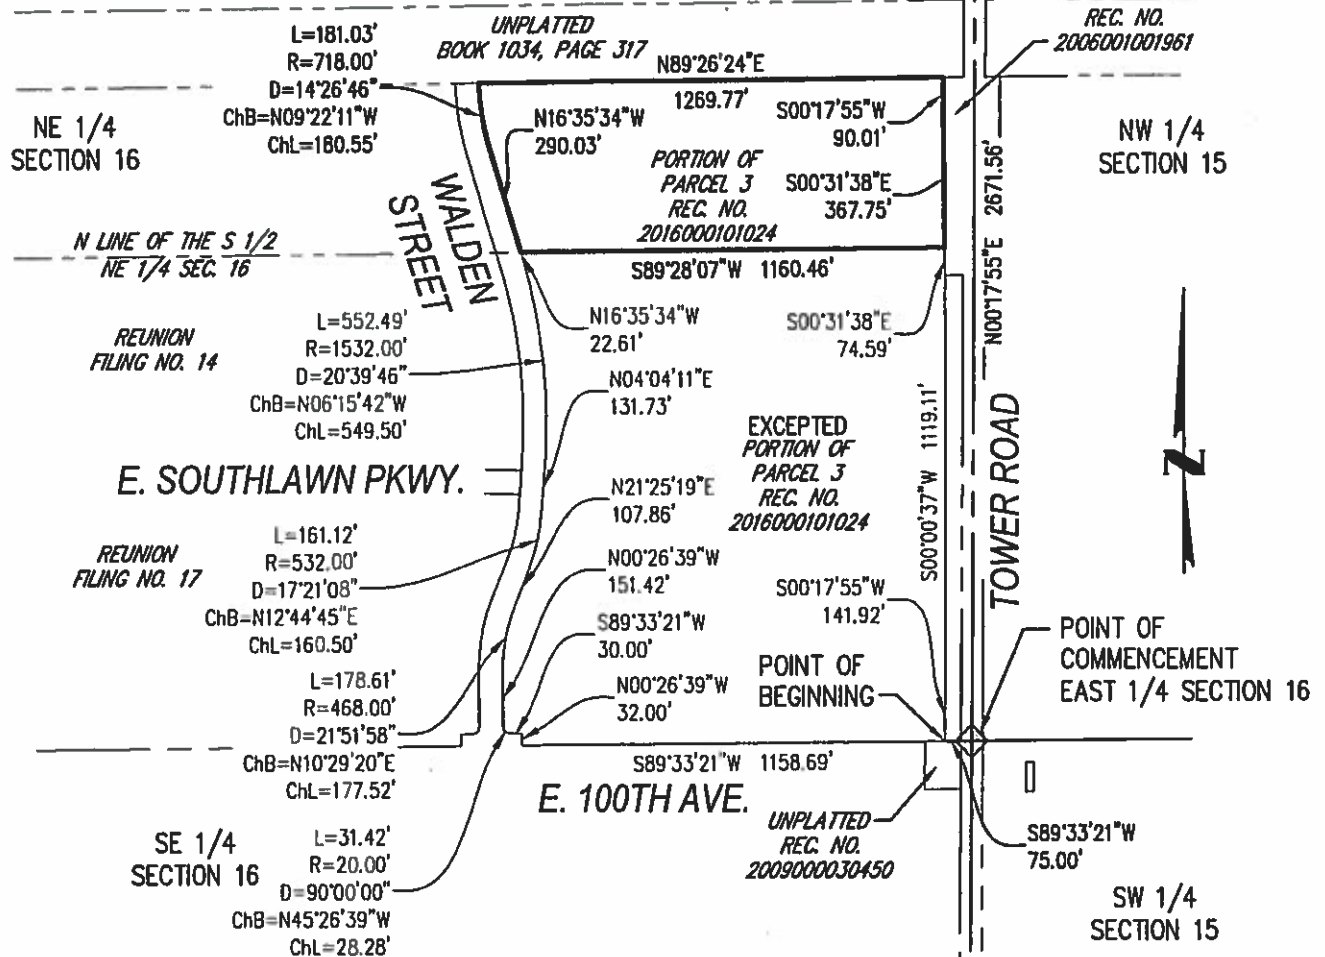 L=181.03'
R=718.00'
D=14°26'46"
ChB=N09°22'11"W
ChL=180.55'
UNPLATTED
BOOK 1034, PAGE 317
N89°26'24"E
1269.77'
REC. NO.
2006001001961
NE 1/4
SECTION 16
N16°35'34"W
290.03'
S00°17'55"W
90.01'
PORTION OF
PARCEL 3
REC. NO.
2016000101024
S00°31'38"E
367.75'
N00°17'55"E 2671.56'
NW 1/4
SECTION 15
WALDEN
STREET
N LINE OF THE S 1/2
NE 1/4 SEC. 16
S89°28'07"W 1160.46'
REUNION
FILING NO. 14
L=552.49'
R=1532.00'
D=20°39'46"
ChB=N06°15'42"W
ChL=549.50'
N16°35'34"W
22.61'
S00°31'38"E
74.59'
N04°04'11"E
131.73'
EXCEPTED
PORTION OF
PARCEL 3
REC. NO.
2016000101024
S00°00'37"W 1119.11'
TOWER ROAD
N
E. SOUTHLAWN PKWY.
N21°25'19"E
107.86'
REUNION
FILING NO. 17
L=161.12'
R=532.00'
D=17°21'08"
ChB=N12°44'45"E
ChL=160.50'
N00°26'39"W
151.42'
S89°33'21"W
30.00'
S00°17'55"W
141.92'
POINT OF
COMMENCEMENT
EAST 1/4 SECTION 16
POINT OF
BEGINNING
N00°26'39"W
32.00'
L=178.61'
R=468.00'
D=21°51'58"
ChB=N10°29'20"E
ChL=177.52'
S89°33'21"W 1158.69'
E. 100TH AVE.
UNPLATTED
REC. NO.
2009000030450
S89°33'21"W
75.00'
SE 1/4
SECTION 16
L=31.42'
R=20.00'
D=90°00'00"
ChB=N45°26'39"W
ChL=28.28'
SW 1/4
SECTION 15